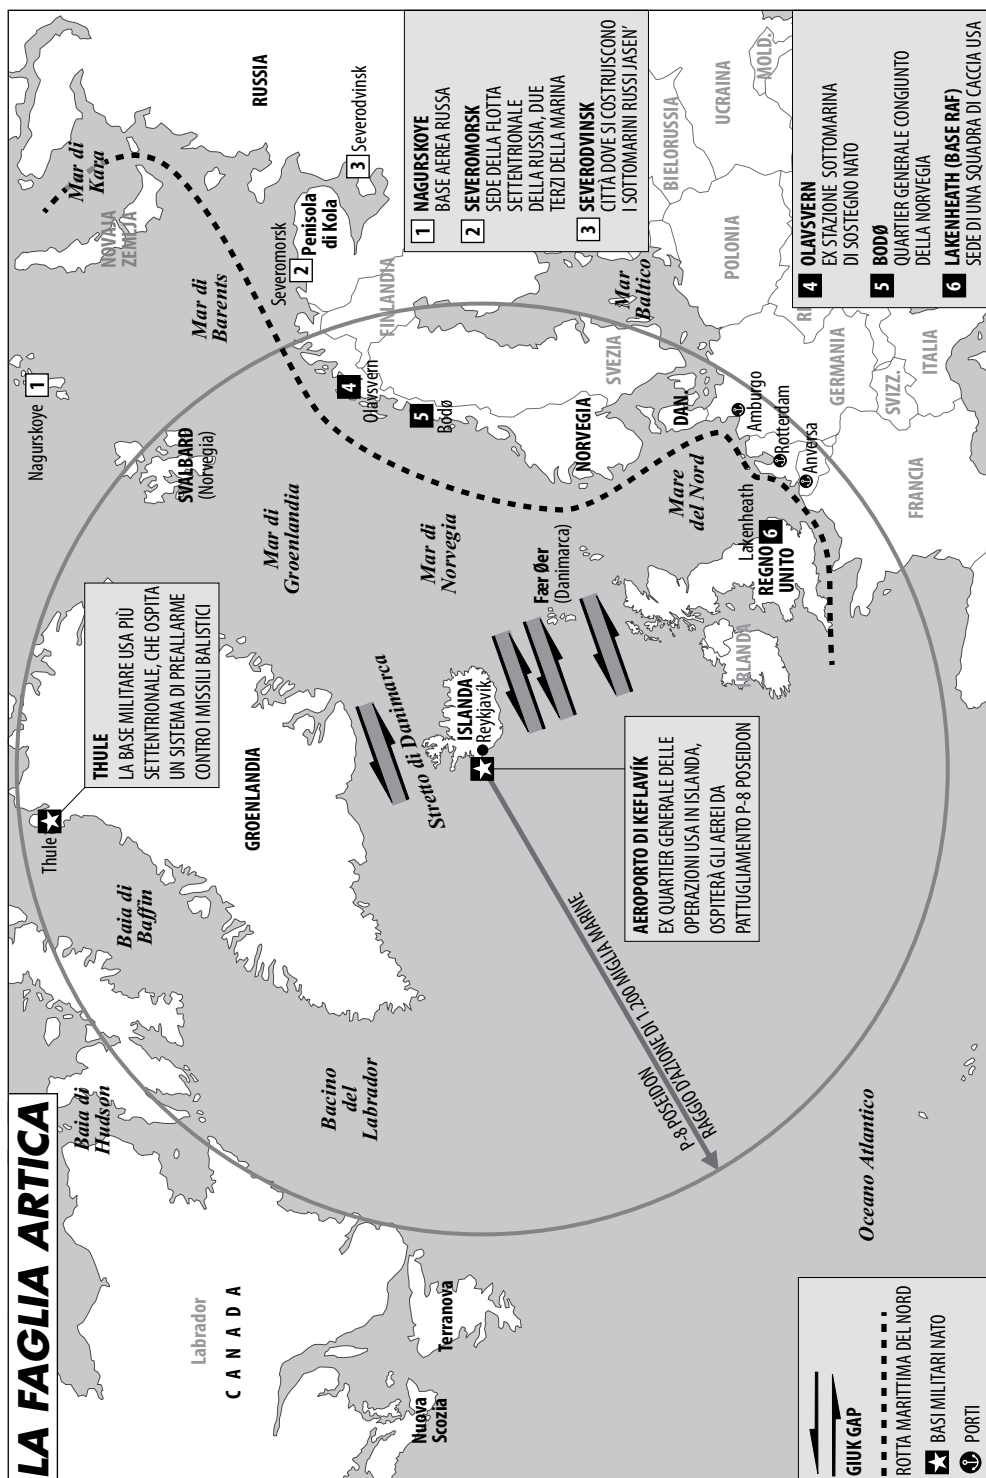 LA FAGLIA ARTICA
Baia di
Hudson
Baia di
Baffin
Thule
THULE
LA BASE MILITARE USA PIÙ
SETTENTRIONALE, CHE OSPITA
UN SISTEMA DI PREALLARME
CONTRO I MISSILI BALISTICI
Nagurskoye
1
SVALBARD
(Norvegia)
NOVAJA
ZEMLJA
Mar di
Kara
RUSSIA
Mar di
Barents
Severomorsk
2
Penisola
di Kola
3
Severodvinsk
Labrador
CANADA
GROENLANDIA
Mar di
Groenlandia
4
Olavsvern
5
Bodø
FINLANDIA
1
NAGURSKOYE
BASE AEREA RUSSA
2
SEVEROMORSK
SEDE DELLA FLOTTA
SETTENTRIONALE
DELLA RUSSIA, DUE
TERZI DELLA MARINA
3
SEVERODVINSK
CITTÀ DOVE SI COSTRUISCONO
I SOTTOMARINI RUSSI JASEN’
Bacino
del
Labrador
Stretto di Danimarca
Mar di
Norvegia
ISLANDA
Reykjavík
Terranova
Nuova
Scozia
Fær Øer
(Danimarca)
NORVEGIA
SVEZIA
Mar
Baltico
BIELORUSSIA
UCRAINA
MOLD.
POLONIA
P-8 POSEIDON
RAGGIO D'AZIONE DI 1.200 MIGLIA MARINE
AEROPORTO DI KEFLAVÍK
EX QUARTIER GENERALE DELLE
OPERAZIONI USA IN ISLANDA,
OSPITERÀ GLI AEREI DA
PATTUGLIAMENTO P-8 POSEIDON
Mare
del Nord
DAN.
IRLANDA
REGNO
UNITO
Lakenheath
6
Amburgo
Rotterdam
Anversa
GERMANIA
SVIZZ.
ITALIA
FRANCIA
Oceano Atlantico
GIUK GAP
ROTTA MARITTIMA DEL NORD
BASI MILITARI NATO
PORTI
4
OLAVSVERN
EX STAZIONE SOTTOMARINA
DI SOSTEGNO NATO
5
BODØ
QUARTIER GENERALE CONGIUNTO
DELLA NORVEGIA
6
LAKENHEATH (BASE RAF)
SEDE DI UNA SQUADRA DI CACCIA USA